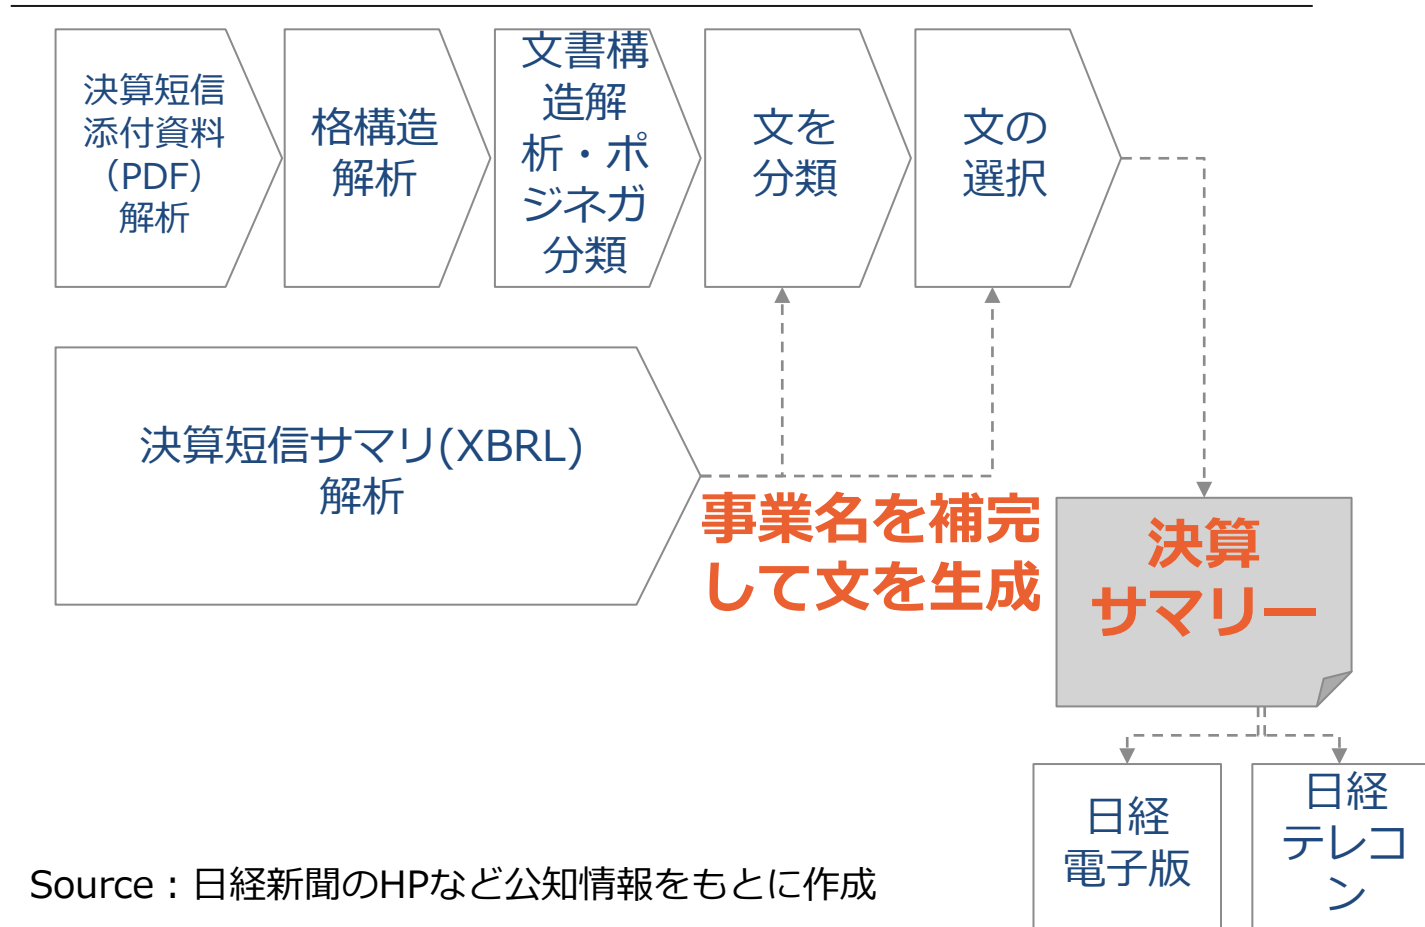 決算短信
添付資料
（PDF）
解析
格構造
解析
文書構
造解
析・ポ
ジネガ
分類
文を
分類
文の
選択
決算短信サマリ(XBRL)
解析
事業名を補完
して文を生成
決算
サマリー
日経
電子版
日経
テレコ
ン
Source：日経新聞のHPなど公知情報をもとに作成